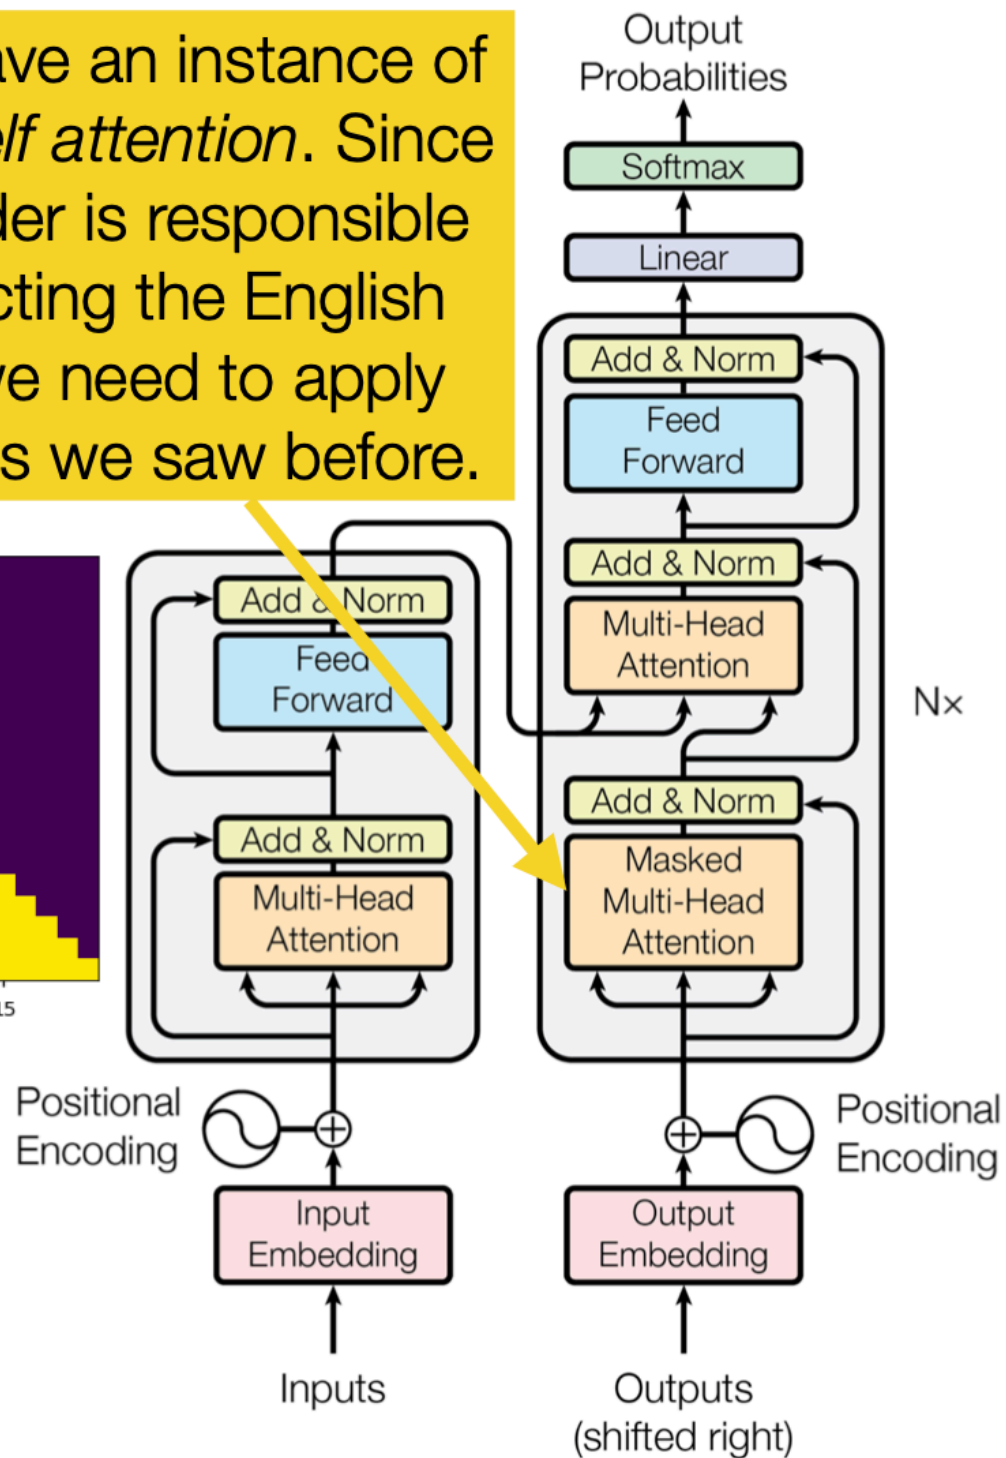 ave an instance of
elf attention. Since
der is responsible
cting the English
we need to apply
s we saw before.
Output
Probabilities
Softmax
Linear
Add & Norm
Feed
Forward
Add & Norm
Multi-Head
Attention
Nx
Add & Norm
Masked
Multi-Head
Attention
Add & Norm
Feed
Forward
Add & Norm
Multi-Head
Attention
15
Positional
Encoding
Positional
Encoding
Input
Embedding
Output
Embedding
Inputs
Outputs
(shifted right)